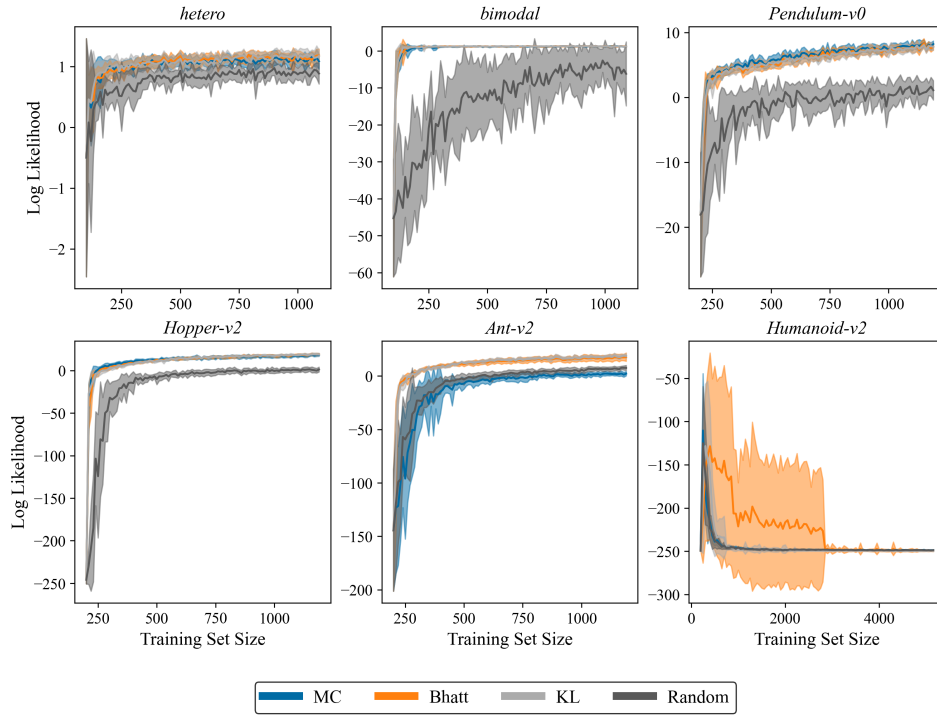 hetero bimodal Pendulum-v0
Log Likelihood
1
0
−1
−2
250 500 750 1000
0
−10
−20
−30
−40
−50
−60
250 500 750 1000
10
0
−10
−20
250 500 750 1000
Hopper-v2 Ant-v2 Humanoid-v2
Log Likelihood
0
−50
−100
−150
−200
−250
250 500 750 1000
Training Set Size
0
−50
−100
−150
−200
250 500 750 1000
Training Set Size
−50
−100
−150
−200
−250
−300
0 2000 4000
Training Set Size
MC Bhatt KL Random